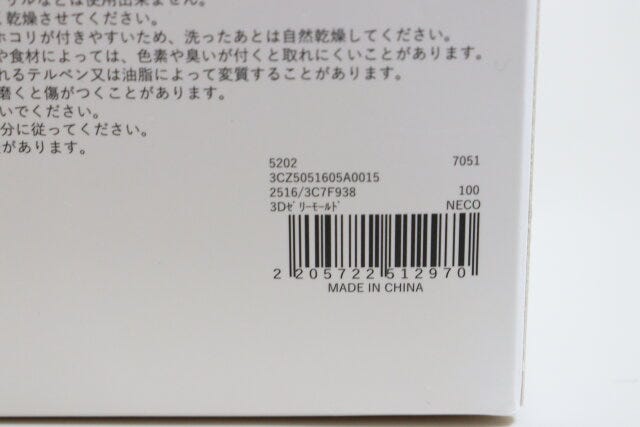 リルなどは使用出来ません。
乾燥させてください。
ホコリが付きやすいため、洗ったあとは自然乾燥してください。
や食材によっては、色素や臭いが付くと取れにくいことがあります。
れるテルペン又は油脂によって変質することがあります。
磨くと傷がつくことがあります。
いでください。
分に従ってください。
があります。
5202 7051
3CZ5051605A0015
2516/3C7F938 100
3Dｾﾞﾘｰﾓｰﾙﾄﾞ NECO
2 205722 512970
MADE IN CHINA